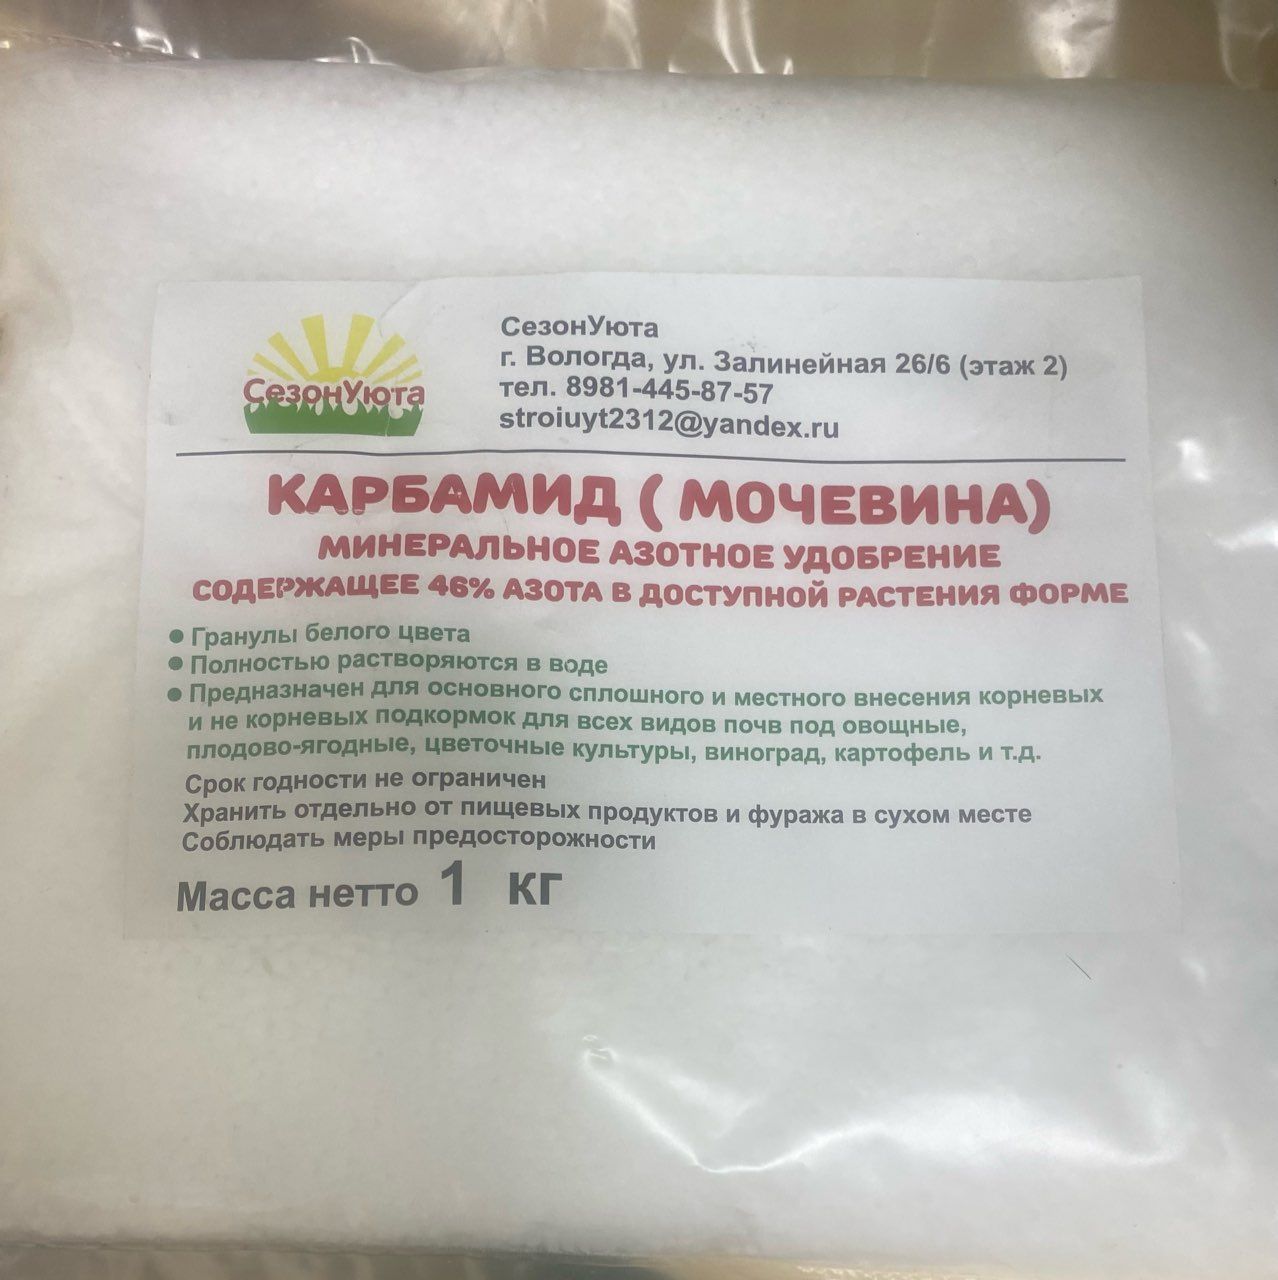 СезонУюта
СезонУюта
г. Вологда, ул. Залинейная 26/6 (этаж 2)
тел. 8981-445-87-57
stroiuyt2312@yandex.ru
КАРБАМИД ( МОЧЕВИНА)
МИНЕРАЛЬНОЕ АЗОТНОЕ УДОБРЕНИЕ
СОДЕРЖАЩЕЕ 46% АЗОТА В ДОСТУПНОЙ РАСТЕНИЯ ФОРМЕ
• Гранулы белого цвета
• Полностью растворяются в воде
• Предназначен для основного сплошного и местного внесения корневых
и не корневых подкормок для всех видов почв под овощные,
плодово-ягодные, цветочные культуры, виноград, картофель и т.д.
Срок годности не ограничен
Хранить отдельно от пищевых продуктов и фуража в сухом месте
Соблюдать меры предосторожности
Масса нетто 1 кг